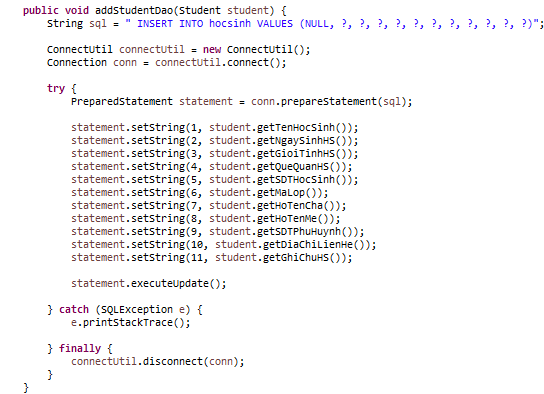 public void addStudentDao(Student student) {
    String sql = " INSERT INTO hocsinh VALUES (NULL, ?, ?, ?, ?, ?, ?, ?, ?, ?, ?, ?)";

    ConnectUtil connectUtil = new ConnectUtil();
    Connection conn = connectUtil.connect();

    try {
        PreparedStatement statement = conn.prepareStatement(sql);

        statement.setString(1, student.getTenHocSinh());
        statement.setString(2, student.getNgaySinhHS());
        statement.setString(3, student.getGioiTinhHS());
        statement.setString(4, student.getQueQuanHS());
        statement.setString(5, student.getSDTHocSinh());
        statement.setString(6, student.getMaLop());
        statement.setString(7, student.getHoTenCha());
        statement.setString(8, student.getHoTenMe());
        statement.setString(9, student.getSDTPhuHuynh());
        statement.setString(10, student.getDiaChiLienHe());
        statement.setString(11, student.getGhiChuHS());

        statement.executeUpdate();

    } catch (SQLException e) {
        e.printStackTrace();

    } finally {
        connectUtil.disconnect(conn);
    }
}